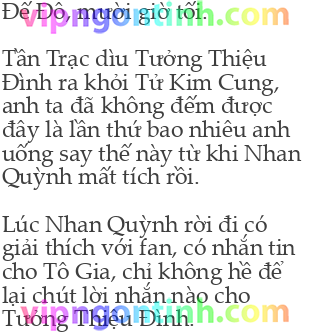 Đế Đô, mười giờ tối.
vipngontinh.com
Tân Trạc dìu Tưởng Thiệu
Đình ra khỏi Tử Kim Cung,
anh ta đã không đếm được
đây là lần thứ bao nhiêu anh
uống say thế này từ khi Nhan
Quỳnh mất tích rồi.
Lúc Nhan Quỳnh rời đi có
giải thích với fan, có nhắn tin
cho Tô Gia, chỉ không hề để
lại chút lời nhắn nào cho
vipngontinh.com
Tưởng Thiệu Đình.